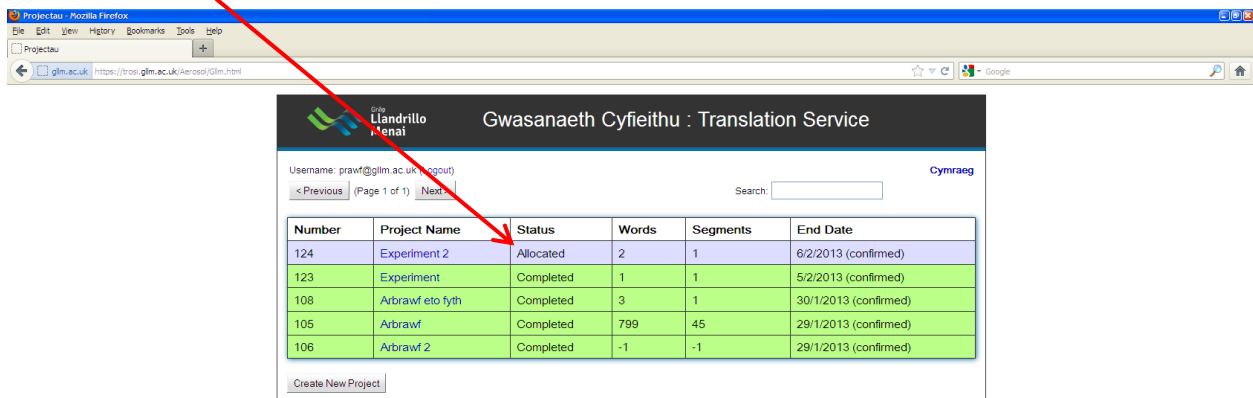 Projectau - Mozilla Firefox
File Edit View History Bookmarks Tools Help
Projectau +
gllm.ac.uk https://trosi.gllm.ac.uk/Aerosol/Gllm.html Google
Grŵp
Llandrillo
Menai
Gwasanaeth Cyfieithu : Translation Service
Username: prawf@gllm.ac.uk (Logout) Cymraeg
< Previous (Page 1 of 1) Next > Search:
Number Project Name Status Words Segments End Date
124 Experiment 2 Allocated 2 1 6/2/2013 (confirmed)
123 Experiment Completed 1 1 5/2/2013 (confirmed)
108 Arbrawf eto fyth Completed 3 1 30/1/2013 (confirmed)
105 Arbrawf Completed 799 45 29/1/2013 (confirmed)
106 Arbrawf 2 Completed -1 -1 29/1/2013 (confirmed)
Create New Project